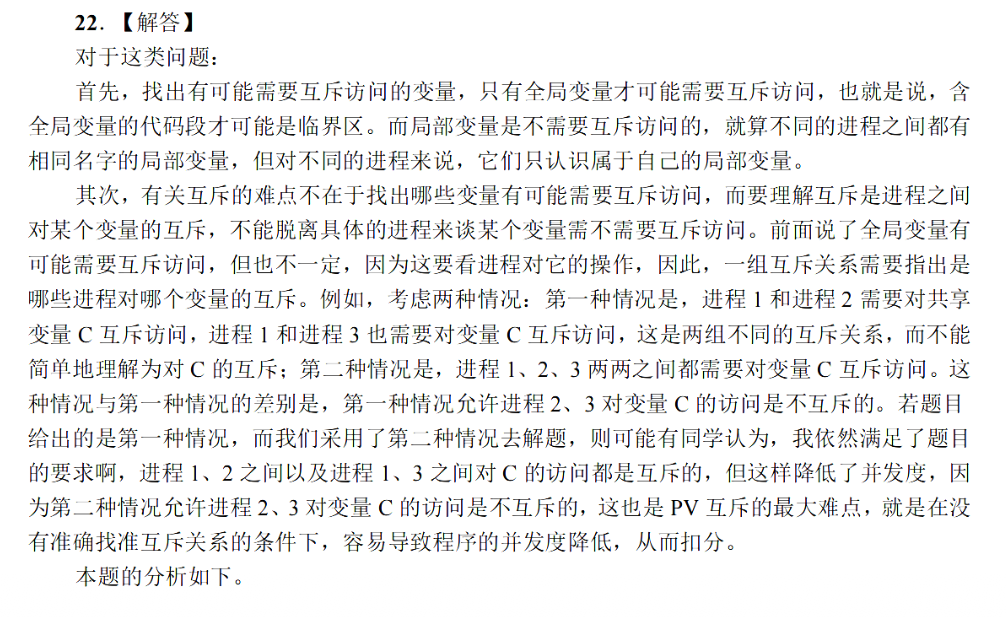 22.【解答】
对于这类问题：
首先，找出有可能需要互斥访问的变量，只有全局变量才可能需要互斥访问，也就是说，含
全局变量的代码段才可能是临界区。而局部变量是不需要互斥访问的，就算不同的进程之间都有
相同名字的局部变量，但对不同的进程来说，它们只认识属于自己的局部变量。
其次，有关互斥的难点不在于找出哪些变量有可能需要互斥访问，而要理解互斥是进程之间
对某个变量的互斥，不能脱离具体的进程来谈某个变量需不需要互斥访问。前面说了全局变量有
可能需要互斥访问，但也不一定，因为这要看进程对它的操作，因此，一组互斥关系需要指出是
哪些进程对哪个变量的互斥。例如，考虑两种情况：第一种情况是，进程 1 和进程 2 需要对共享
变量 C 互斥访问，进程 1 和进程 3 也需要对变量 C 互斥访问，这是两组不同的互斥关系，而不能
简单地理解为对 C 的互斥；第二种情况是，进程 1、2、3 两两之间都需要对变量 C 互斥访问。这
种情况与第一种情况的差别是，第一种情况允许进程 2、3 对变量 C 的访问是不互斥的。若题目
给出的是第一种情况，而我们采用了第二种情况去解题，则可能有同学认为，我依然满足了题目
的要求啊，进程 1、2 之间以及进程 1、3 之间对 C 的访问都是互斥的，但这样降低了并发度，因
为第二种情况允许进程 2、3 对变量 C 的访问是不互斥的，这也是 PV 互斥的最大难点，就是在没
有准确找准互斥关系的条件下，容易导致程序的并发度降低，从而扣分。
本题的分析如下。